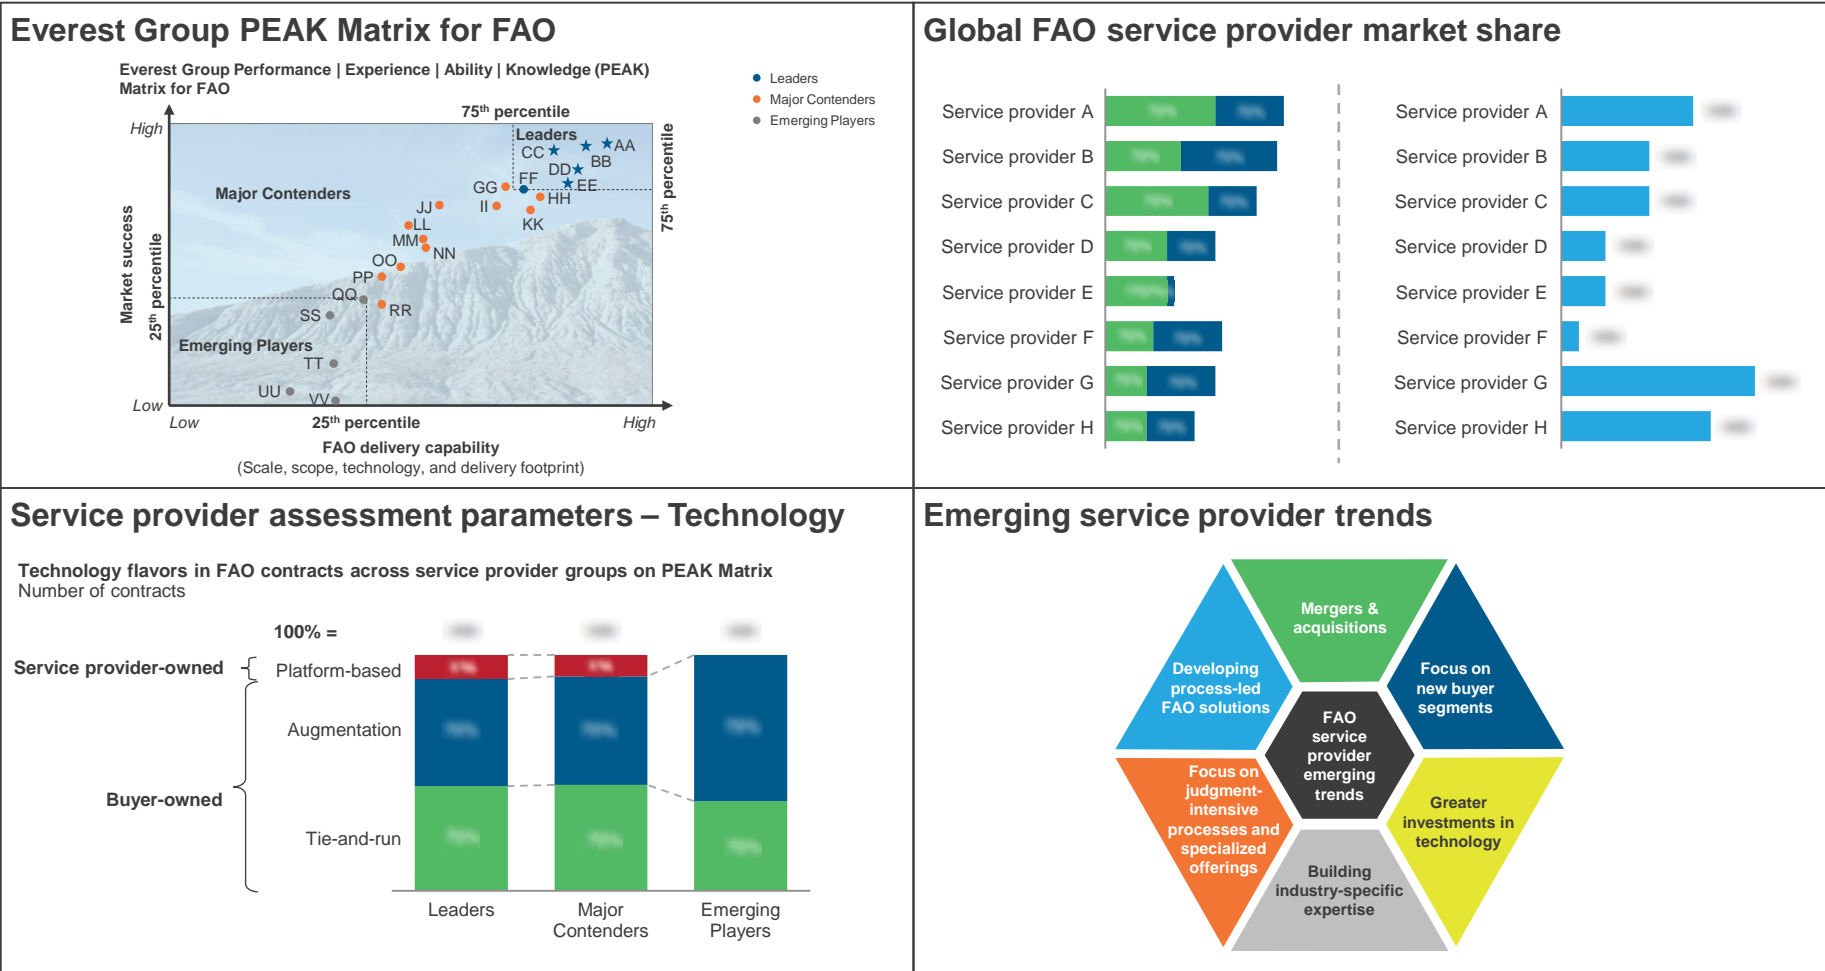 Everest Group PEAK Matrix for FAO
Everest Group Performance | Experience | Ability | Knowledge (PEAK)
Matrix for FAO
Leaders
Major Contenders
Emerging Players
75th percentile
High
Leaders
AA
CC
BB
DD
EE
FF
GG
HH
II
KK
75th percentile
Major Contenders
JJ
LL
MM
NN
OO
PP
QQ
RR
SS
Market success
25th percentile
Emerging Players
TT
UU
VV
Low
Low
25th percentile
High
FAO delivery capability
(Scale, scope, technology, and delivery footprint)
Global FAO service provider market share
Service provider A
Service provider B
Service provider C
Service provider D
Service provider E
Service provider F
Service provider G
Service provider H
Service provider A
Service provider B
Service provider C
Service provider D
Service provider E
Service provider F
Service provider G
Service provider H
Service provider assessment parameters – Technology
Technology flavors in FAO contracts across service provider groups on PEAK Matrix
Number of contracts
100% =
Service provider-owned
Platform-based
Augmentation
Buyer-owned
Tie-and-run
Leaders
Major
Contenders
Emerging
Players
Emerging service provider trends
Mergers &
acquisitions
Developing
process-led
FAO solutions
Focus on
new buyer
segments
FAO
service
provider
emerging
trends
Focus on
judgment-
intensive
processes and
specialized
offerings
Greater
investments in
technology
Building
industry-specific
expertise